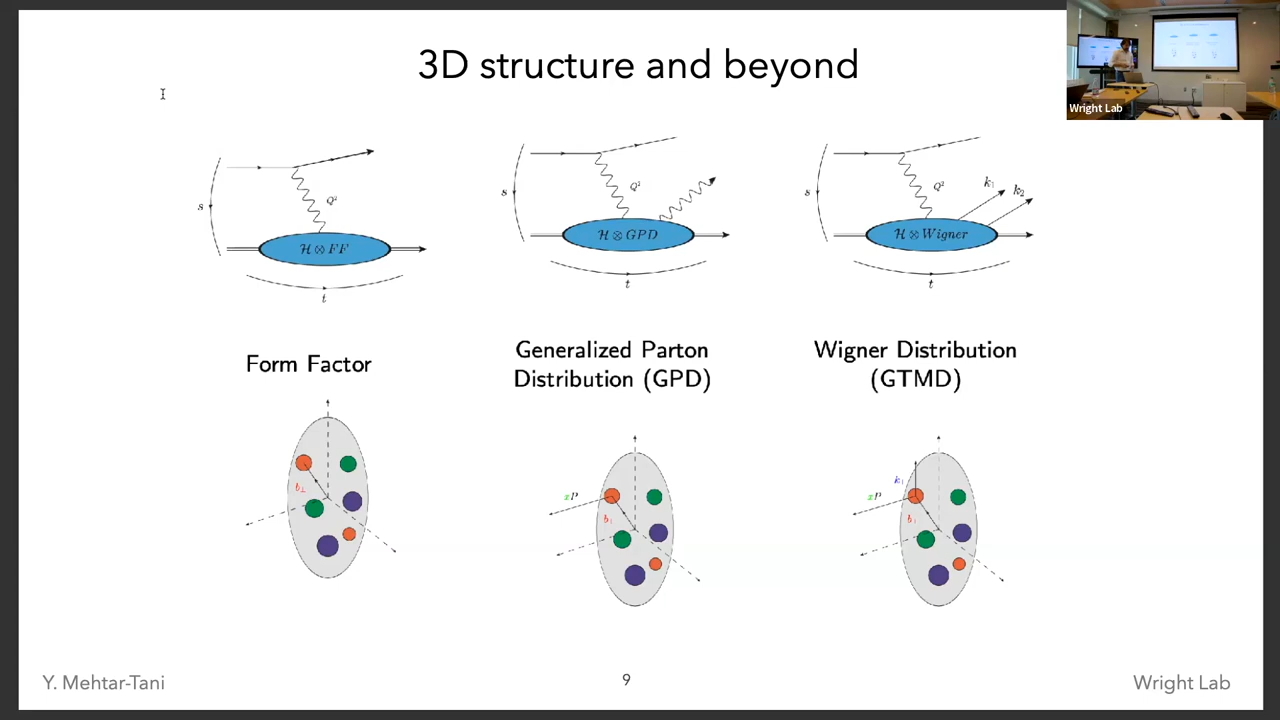 3D structure and beyond
Wright Lab
s
Q²
H ⊗ FF
t
s
Q²
H ⊗ GPD
t
s
Q²
k₁
k₂
H ⊗ Wigner
t
Form Factor
Generalized Parton
Distribution (GPD)
Wigner Distribution
(GTMD)
b⊥
xP
b⊥
xP
k⊥
b⊥
Y. Mehtar-Tani
9
Wright Lab